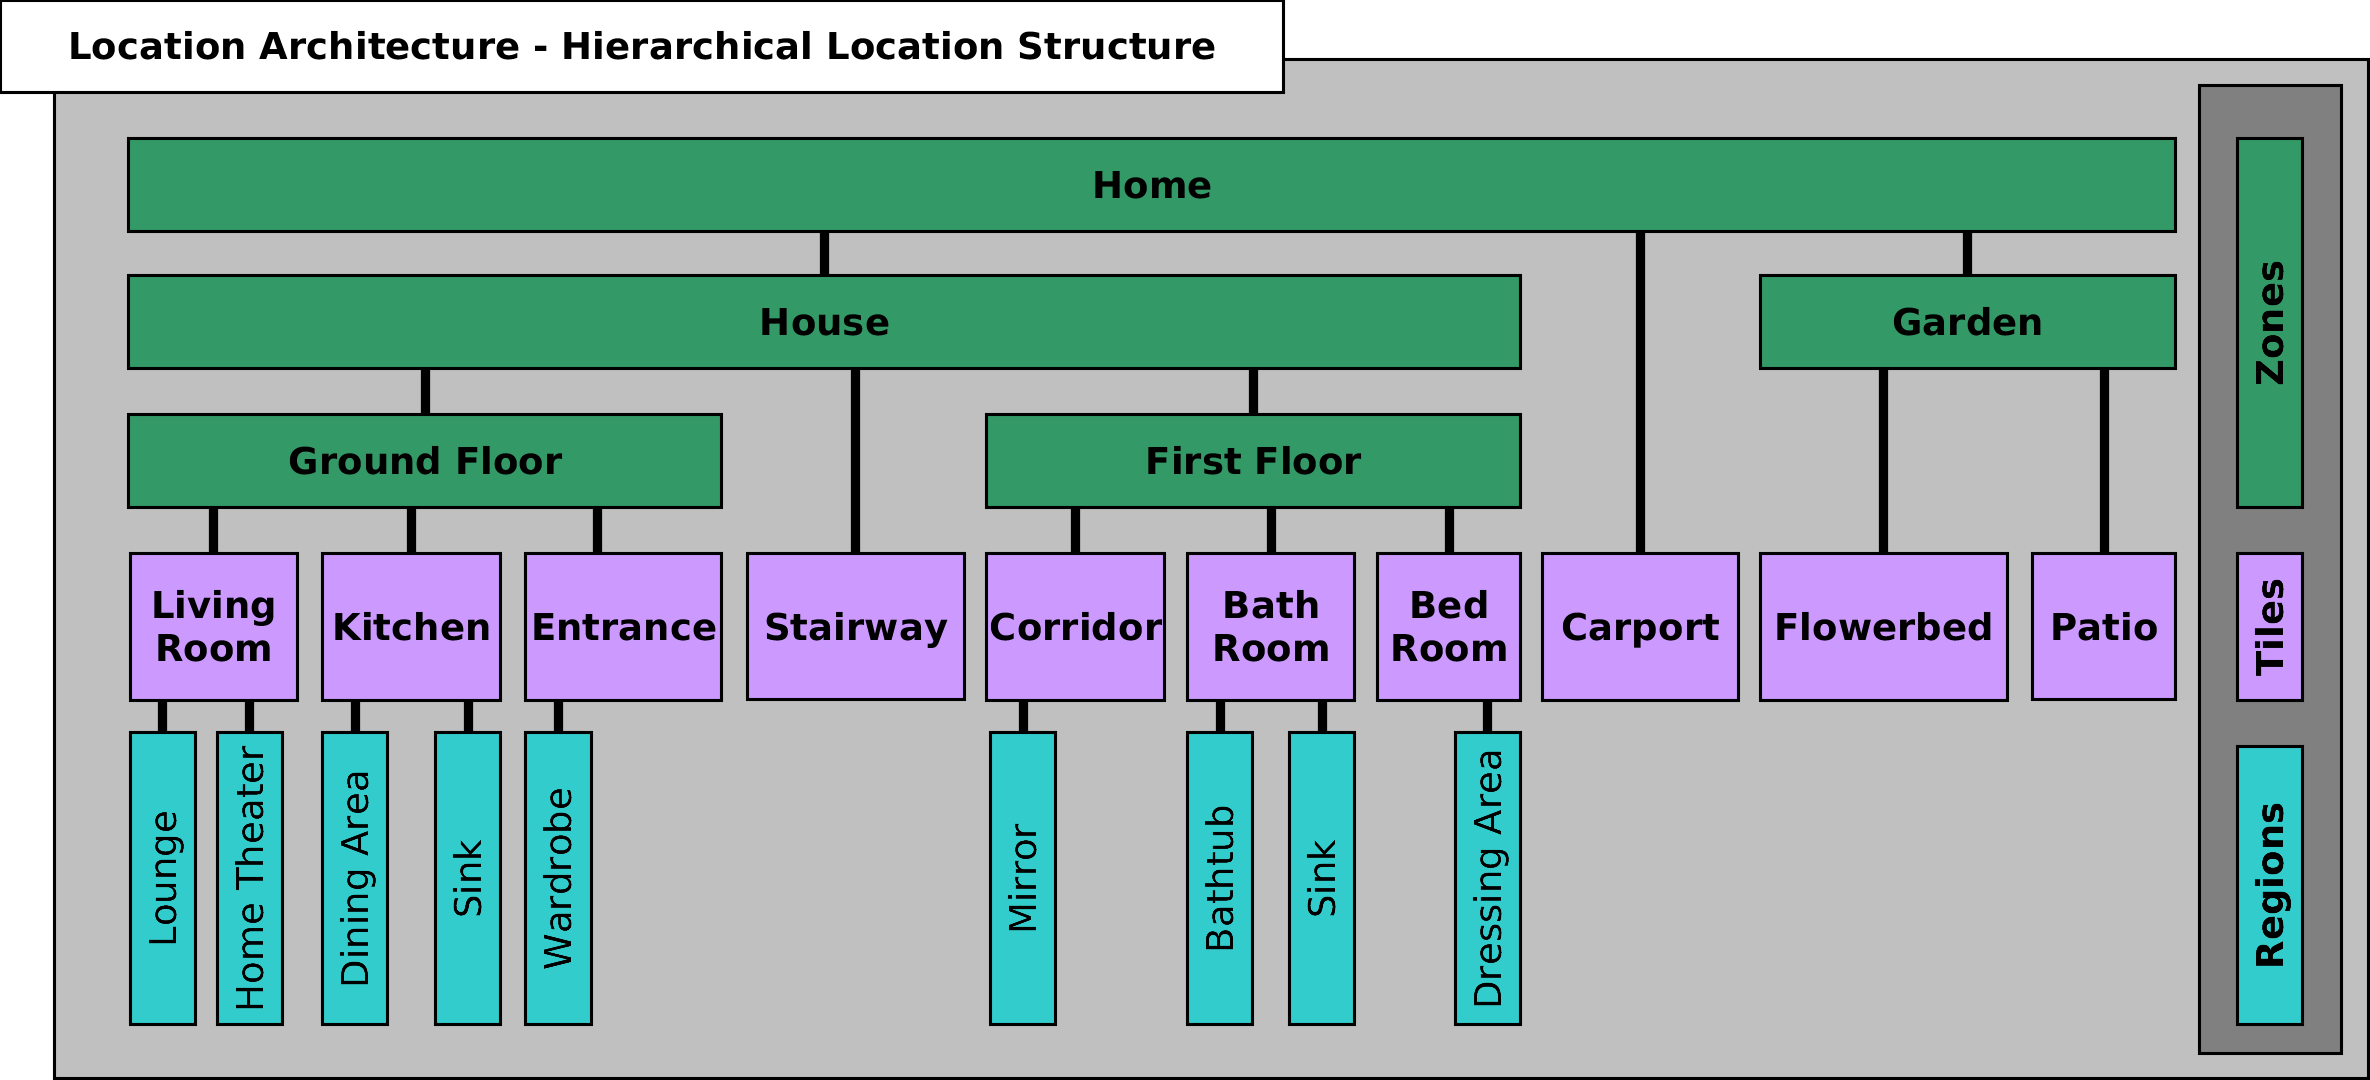 Location Architecture - Hierarchical Location Structure
Home
House
Garden
Zones
Ground Floor
First Floor
Living
Room
Kitchen
Entrance
Stairway
Corridor
Bath
Room
Bed
Room
Carport
Flowerbed
Patio
Tiles
Lounge
Home Theater
Dining Area
Sink
Wardrobe
Mirror
Bathtub
Sink
Dressing Area
Regions